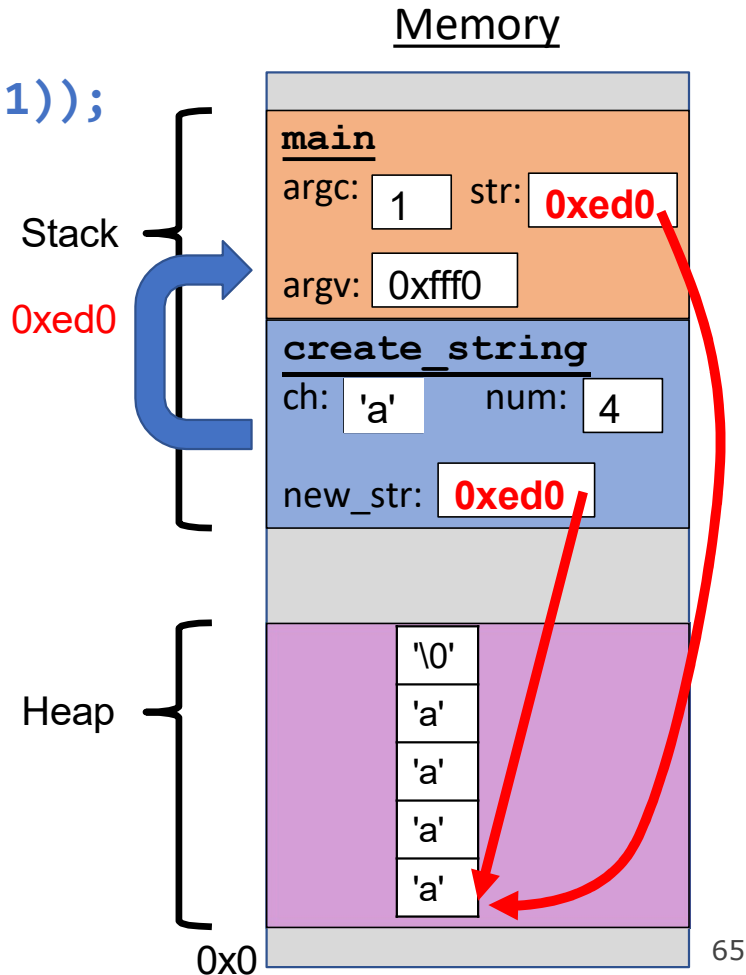 Memory
1));
main
argc: 1 str: 0xed0
Stack
argv: 0xfff0
0xed0
create_string
ch: 'a' num: 4
new_str: 0xed0
'\0'
'a'
Heap
'a'
'a'
'a'
0x0
65